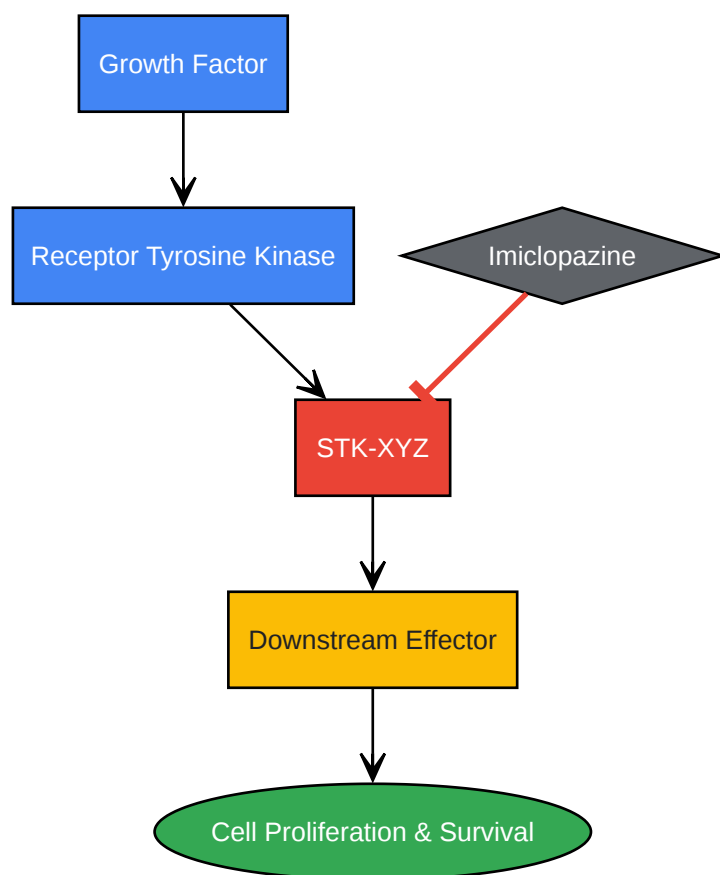 Growth Factor
Receptor Tyrosine Kinase
Imiclopazine
STK-XYZ
Downstream Effector
Cell Proliferation & Survival